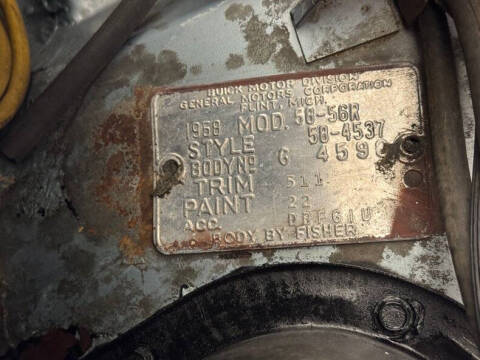 BUICK MOTOR DIVISION
GENERAL MOTORS CORPORATION
FLINT, MICH.
1958 MOD. 58-56R
STYLE 58-4537
BODY Nº G 459
TRIM 511
PAINT 22
ACC.
BODY BY FISHER